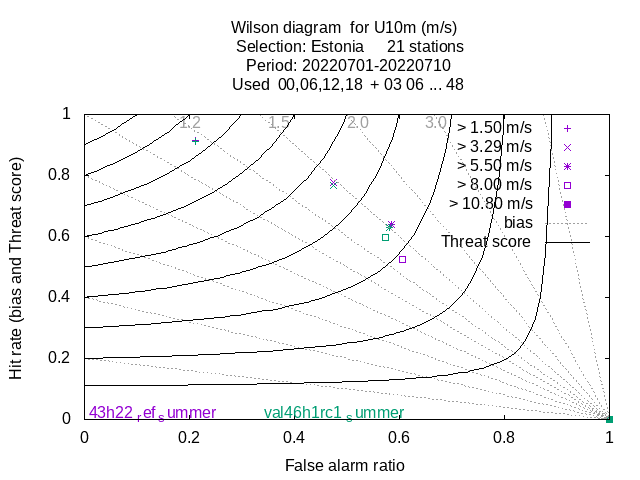 Wilson diagram  for U10m (m/s)
Selection: Estonia     21 stations
Period: 20220701-20220710
Used  00,06,12,18  + 03 06 ... 48
Hit rate (bias and Threat score)
1
0.8
0.6
0.4
0.2
0
1.2
1.5
2.0
3.0
> 1.50 m/s
> 3.29 m/s
> 5.50 m/s
> 8.00 m/s
> 10.80 m/s
bias
Threat score
43h22_ref_summer
val46h1rc1_summer
0
0.2
0.4
0.6
0.8
1
False alarm ratio